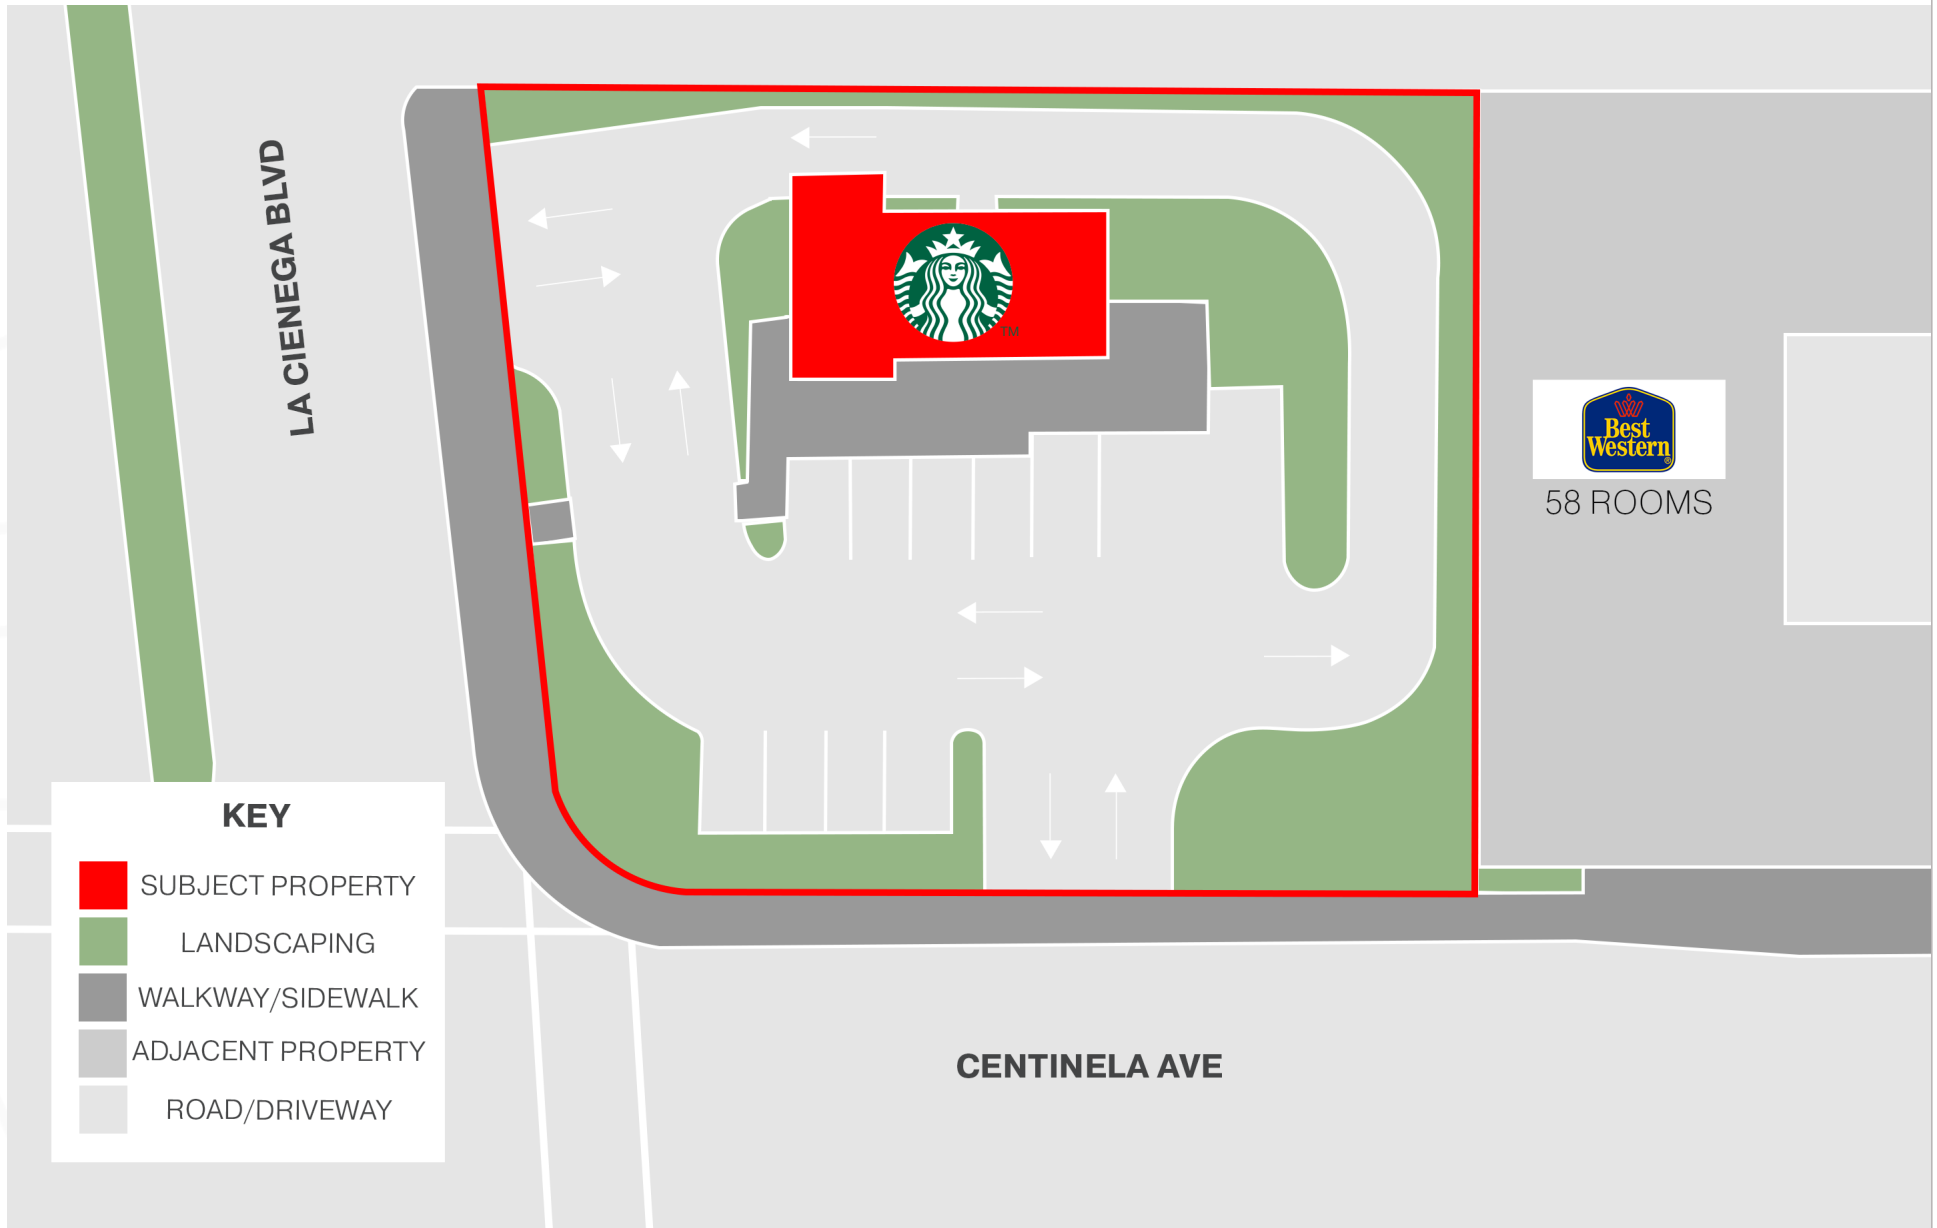 LA CIENEGA BLVD
TM
Best
Western
®
58 ROOMS
KEY
SUBJECT PROPERTY
LANDSCAPING
WALKWAY/SIDEWALK
ADJACENT PROPERTY
ROAD/DRIVEWAY
CENTINELA AVE